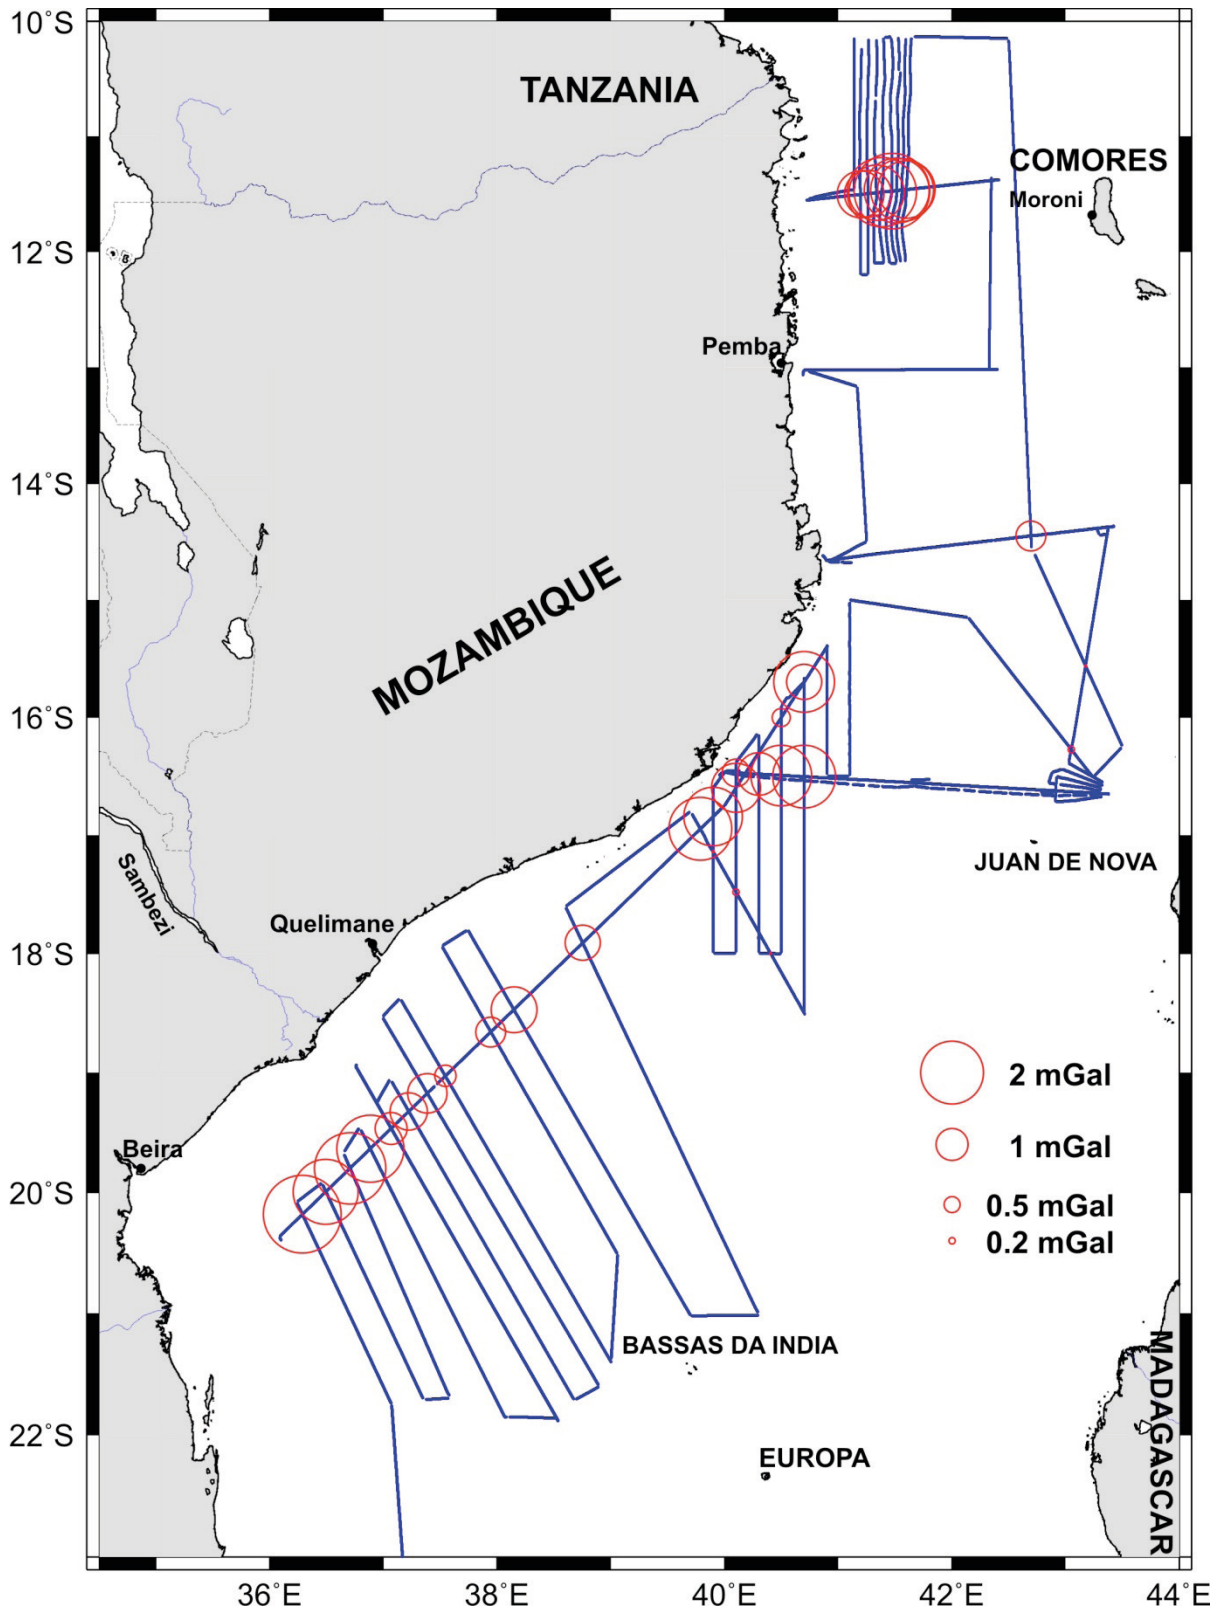 10°S
TANZANIA
COMORES
Moroni
12°S
Pemba
14°S
MOZAMBIQUE
16°S
JUAN DE NOVA
Sambezi
Quelimane
18°S
2 mGal
1 mGal
Beira
20°S
0.5 mGal
0.2 mGal
BASSAS DA INDIA
MADAGASCAR
22°S
EUROPA
36°E
38°E
40°E
42°E
44°E